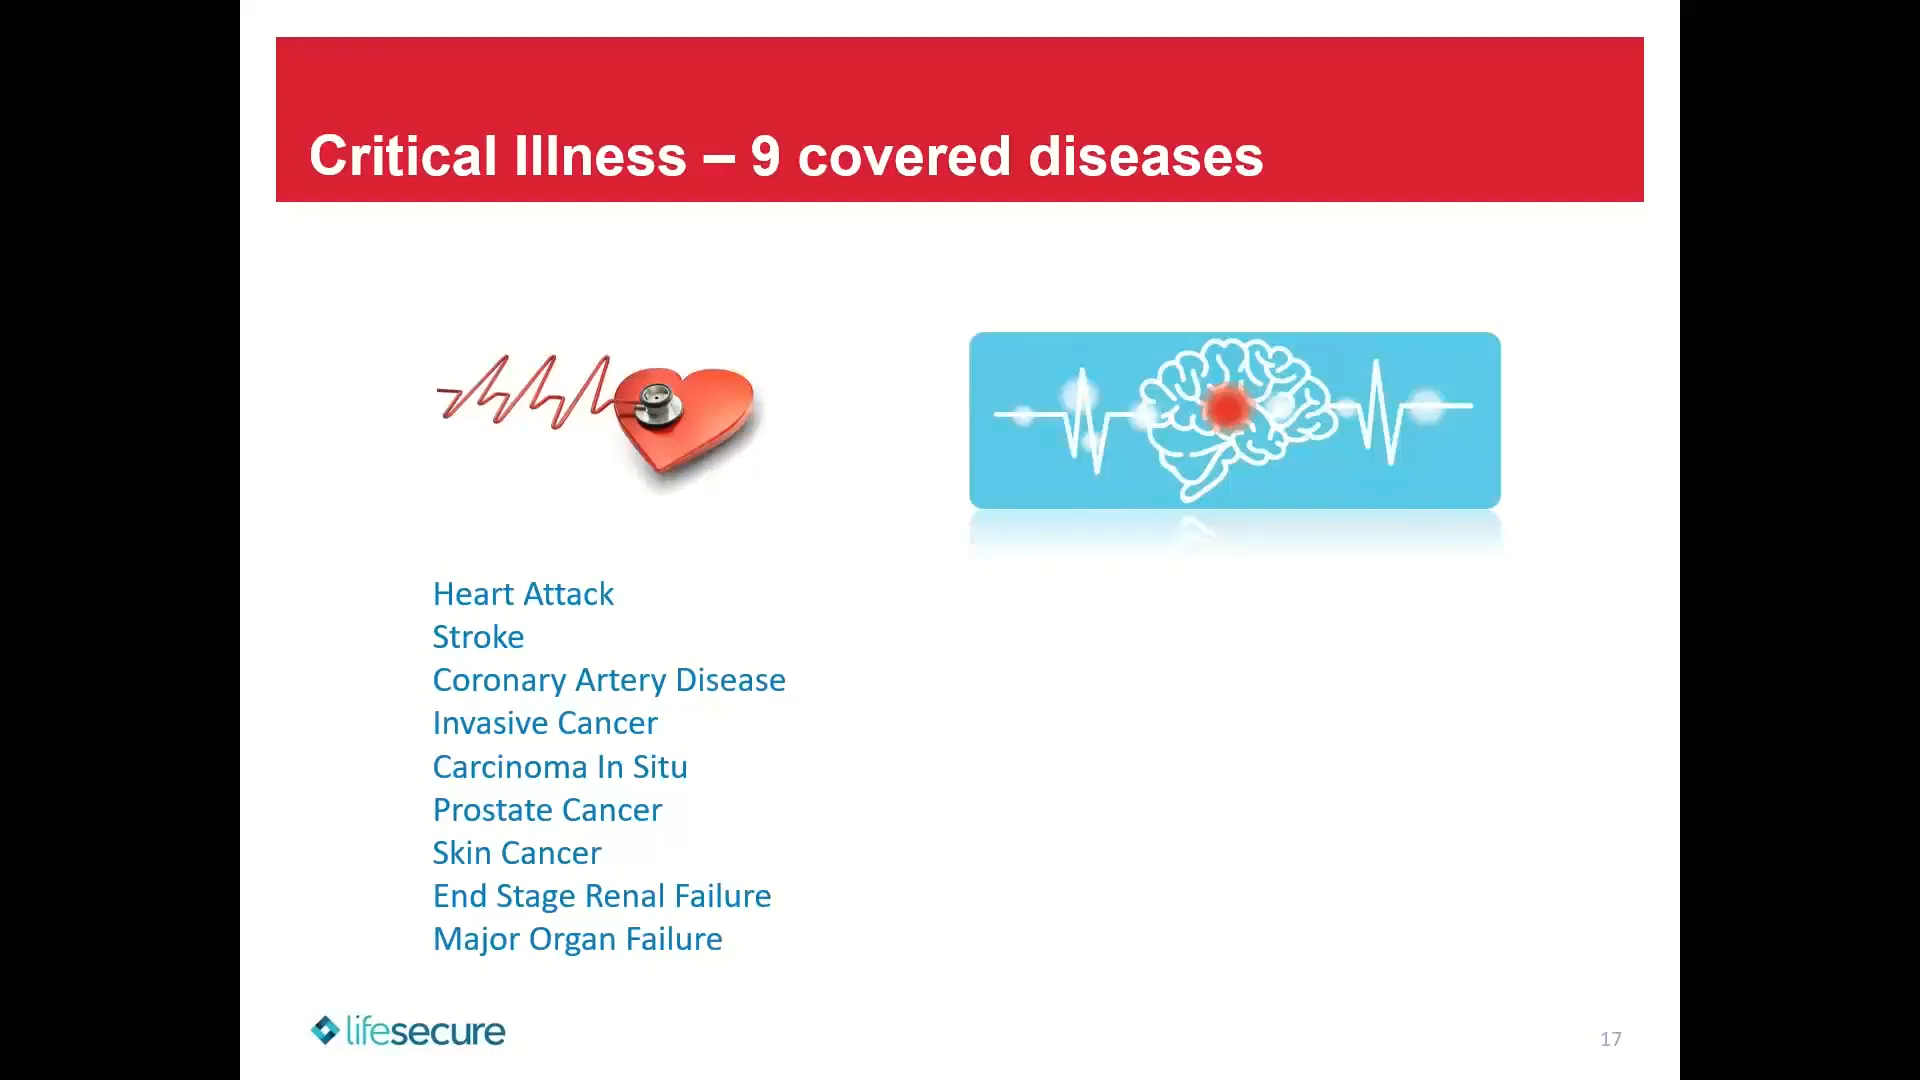 Critical Illness – 9 covered diseases
Heart Attack
Stroke
Coronary Artery Disease
Invasive Cancer
Carcinoma In Situ
Prostate Cancer
Skin Cancer
End Stage Renal Failure
Major Organ Failure
lifesecure
17